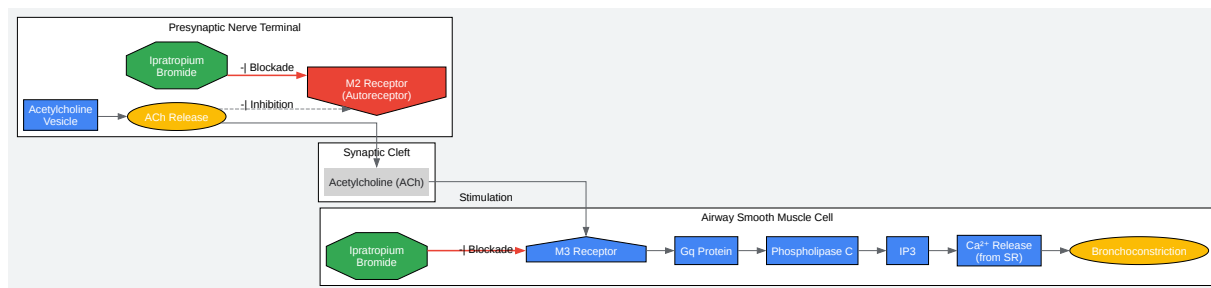 Presynaptic Nerve Terminal
Ipratropium
Bromide
-| Blockade
M2 Receptor
(Autoreceptor)
Acetylcholine
Vesicle
ACh Release
-| Inhibition
Synaptic Cleft
Acetylcholine (ACh)
Stimulation
Airway Smooth Muscle Cell
Ipratropium
Bromide
-| Blockade
M3 Receptor
Gq Protein
Phospholipase C
IP3
Ca²⁺ Release
(from SR)
Bronchoconstriction